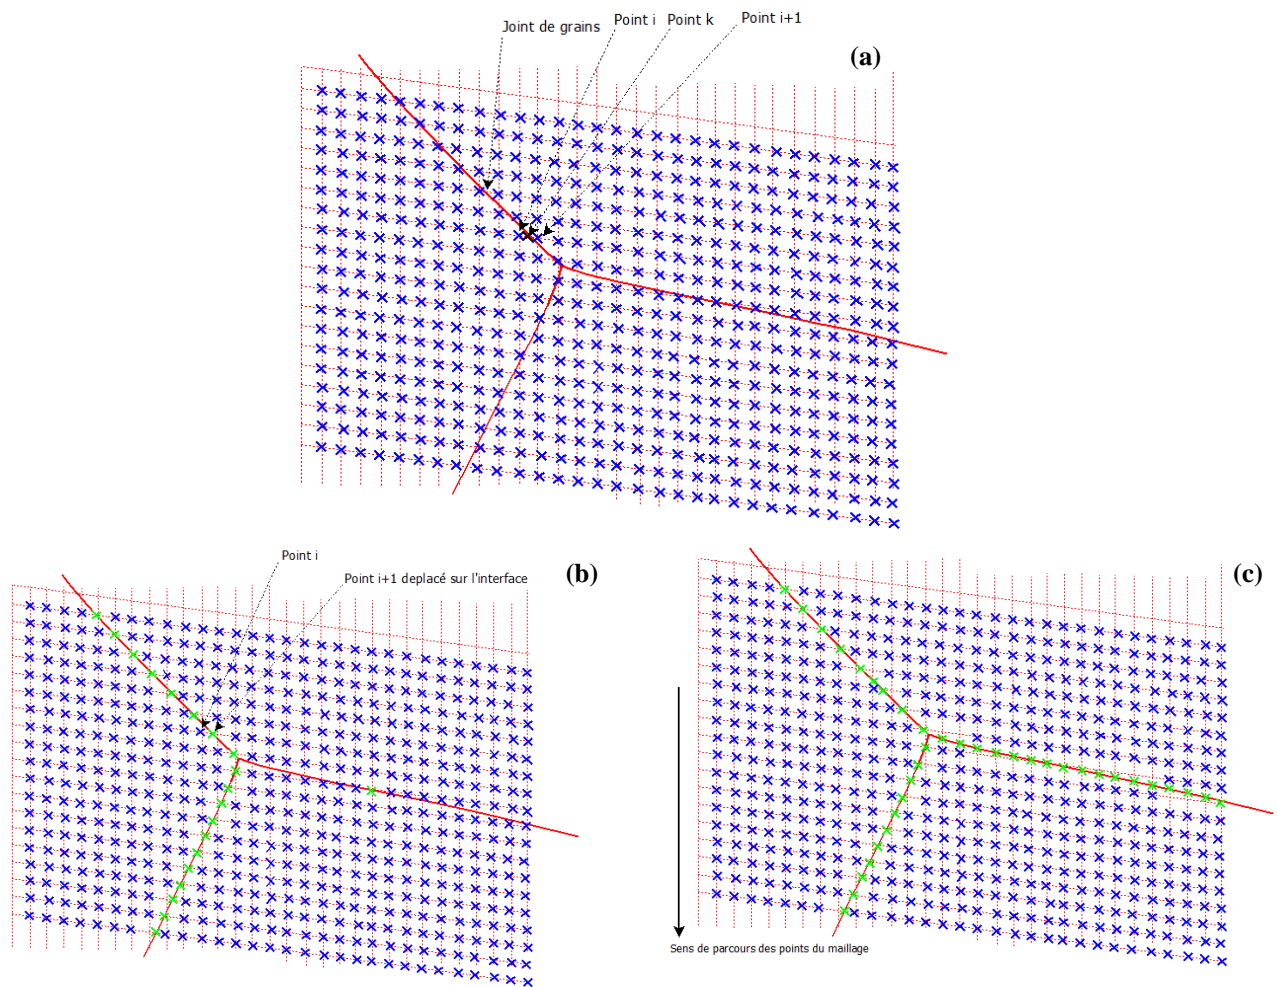 Joint de grains
Point i
Point k
Point i+1
(a)
Point i
Point i+1 deplacé sur l'interface
(b)
(c)
Sens de parcours des points du maillage